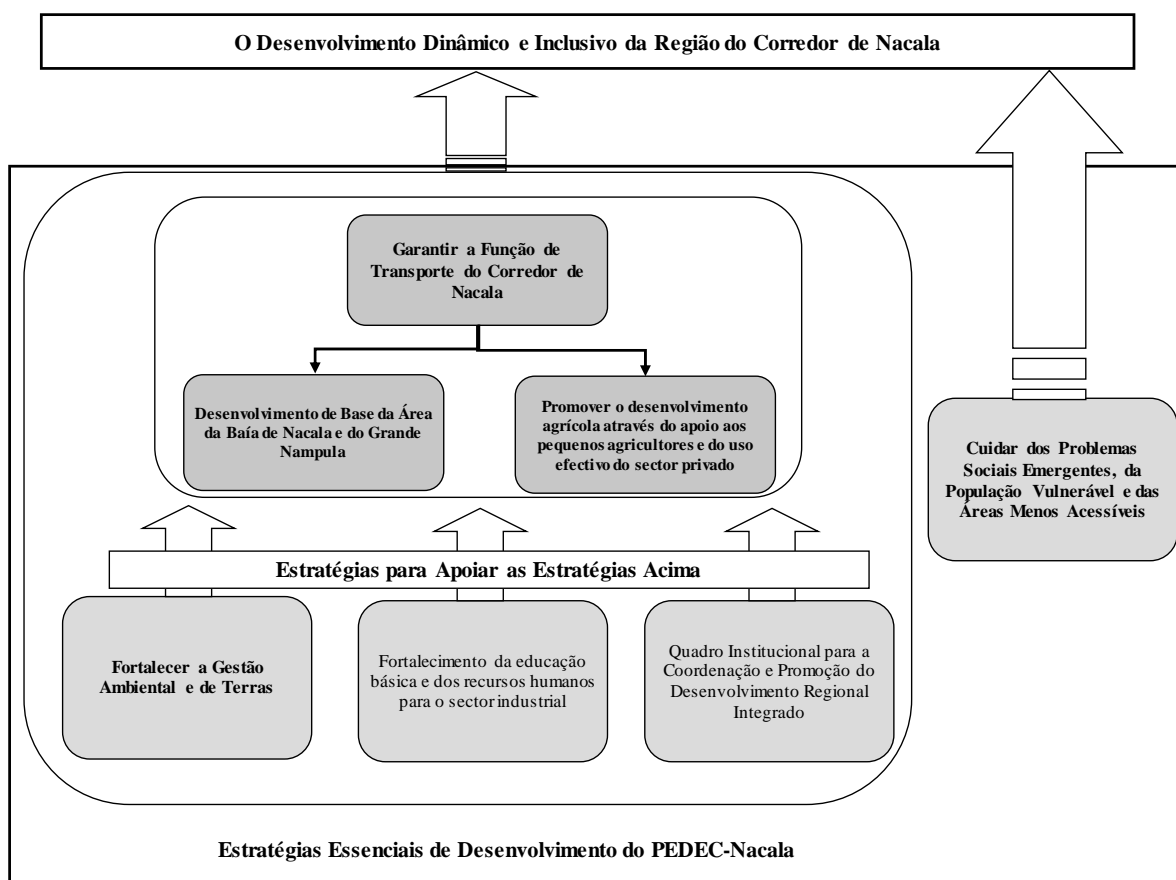 O Desenvolvimento Dinâmico e Inclusivo da Região do Corredor de Nacala
Garantir a Função de
Transporte do Corredor de
Nacala
Desenvolvimento de Base da Área
da Baía de Nacala e do Grande
Nampula
Promover o desenvolvimento
agrícola através do apoio aos
pequenos agricultores e do uso
efectivo do sector privado
Cuidar dos Problemas
Sociais Emergentes, da
População Vulnerável e das
Áreas Menos Acessíveis
Estratégias para Apoiar as Estratégias Acima
Fortalecer a Gestão
Ambiental e de Terras
Fortalecimento da educação
básica e dos recursos humanos
para o sector industrial
Quadro Institucional para a
Coordenação e Promoção do
Desenvolvimento Regional
Integrado
Estratégias Essenciais de Desenvolvimento do PEDEC-Nacala